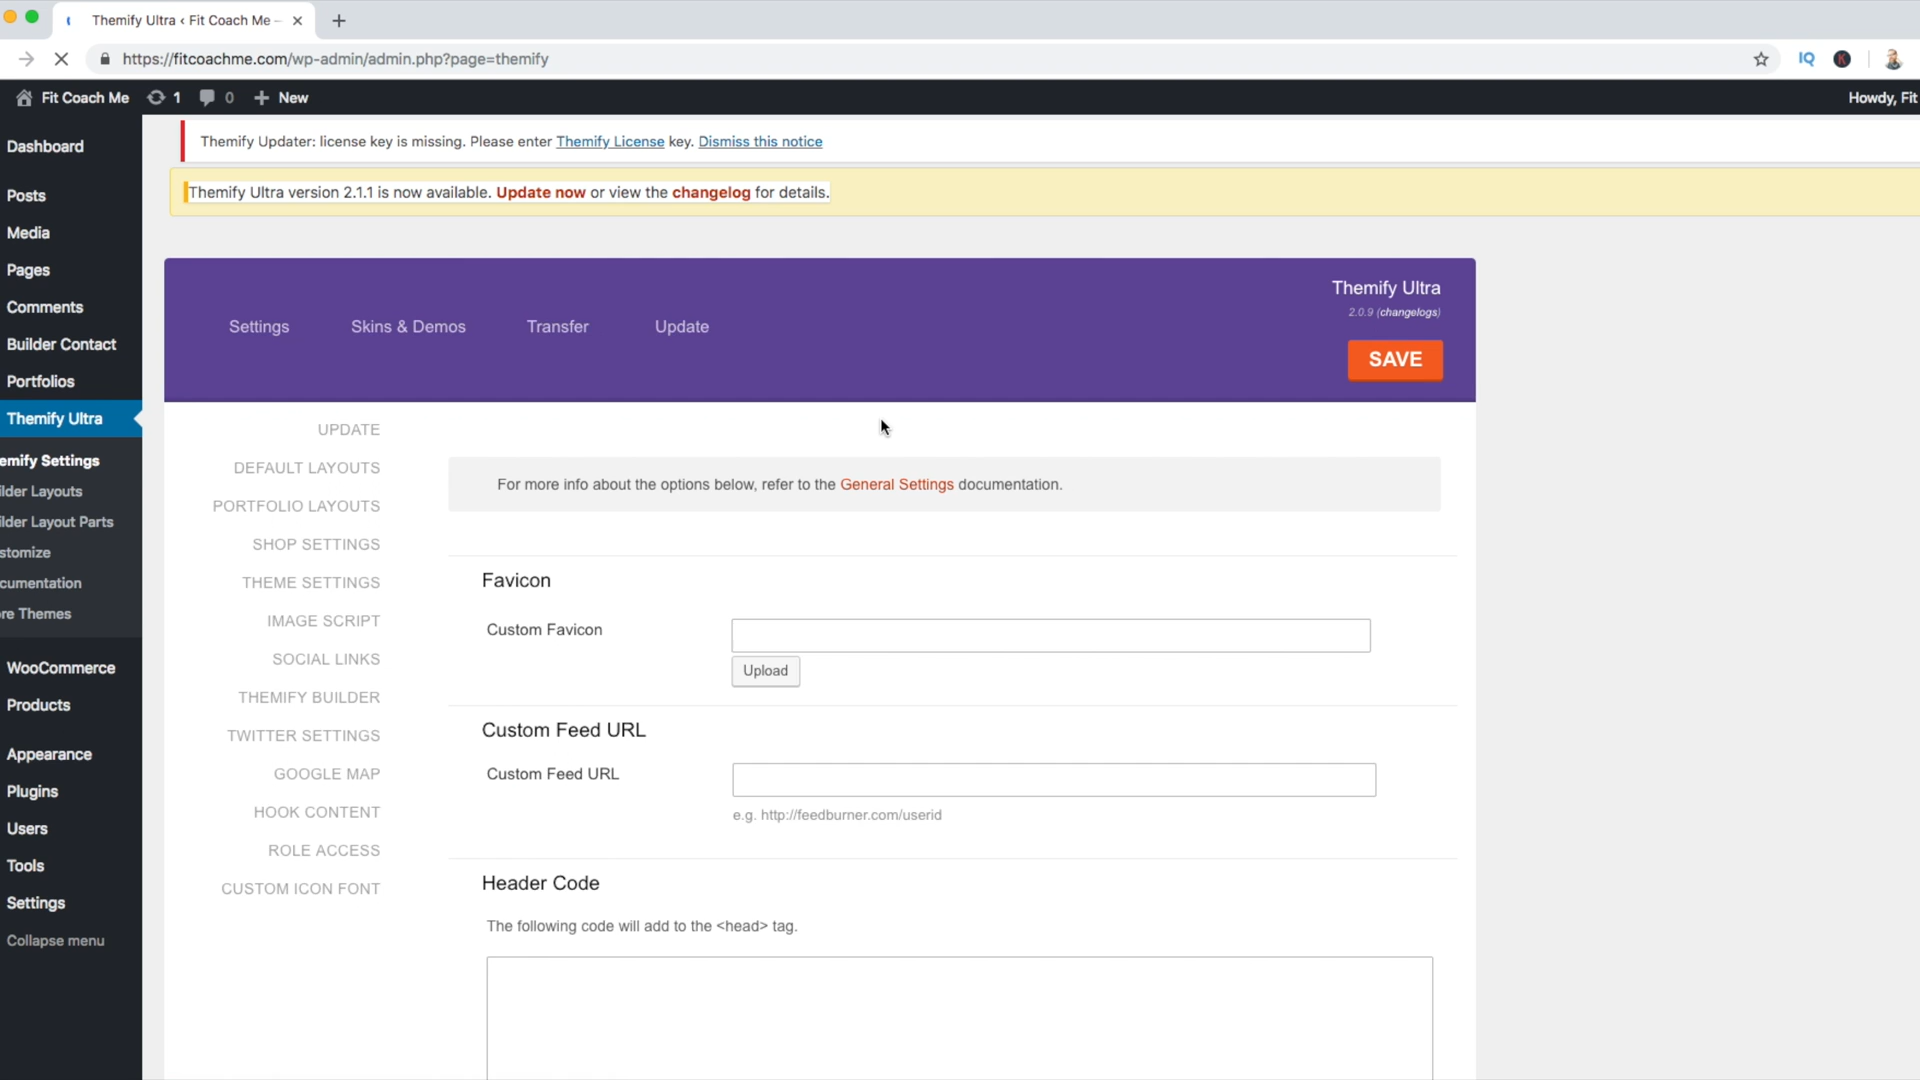 Themify Ultra ‹ Fit Coach Me –
https://fitcoachme.com/wp-admin/admin.php?page=themify
IQ
K
Fit Coach Me 1 0 New
Howdy, Fit
Dashboard
Posts
Media
Pages
Comments
Builder Contact
Portfolios
Themify Ultra
emify Settings
ilder Layouts
ilder Layout Parts
stomize
cumentation
re Themes
WooCommerce
Products
Appearance
Plugins
Users
Tools
Settings
Collapse menu
Themify Updater: license key is missing. Please enter Themify License key. Dismiss this notice
Themify Ultra version 2.1.1 is now available. Update now or view the changelog for details.
Settings
Skins & Demos
Transfer
Update
Themify Ultra
2.0.9 (changelogs)
SAVE
UPDATE
DEFAULT LAYOUTS
PORTFOLIO LAYOUTS
SHOP SETTINGS
THEME SETTINGS
IMAGE SCRIPT
SOCIAL LINKS
THEMIFY BUILDER
TWITTER SETTINGS
GOOGLE MAP
HOOK CONTENT
ROLE ACCESS
CUSTOM ICON FONT
For more info about the options below, refer to the General Settings documentation.
Favicon
Custom Favicon
Upload
Custom Feed URL
Custom Feed URL
e.g. http://feedburner.com/userid
Header Code
The following code will add to the <head> tag.